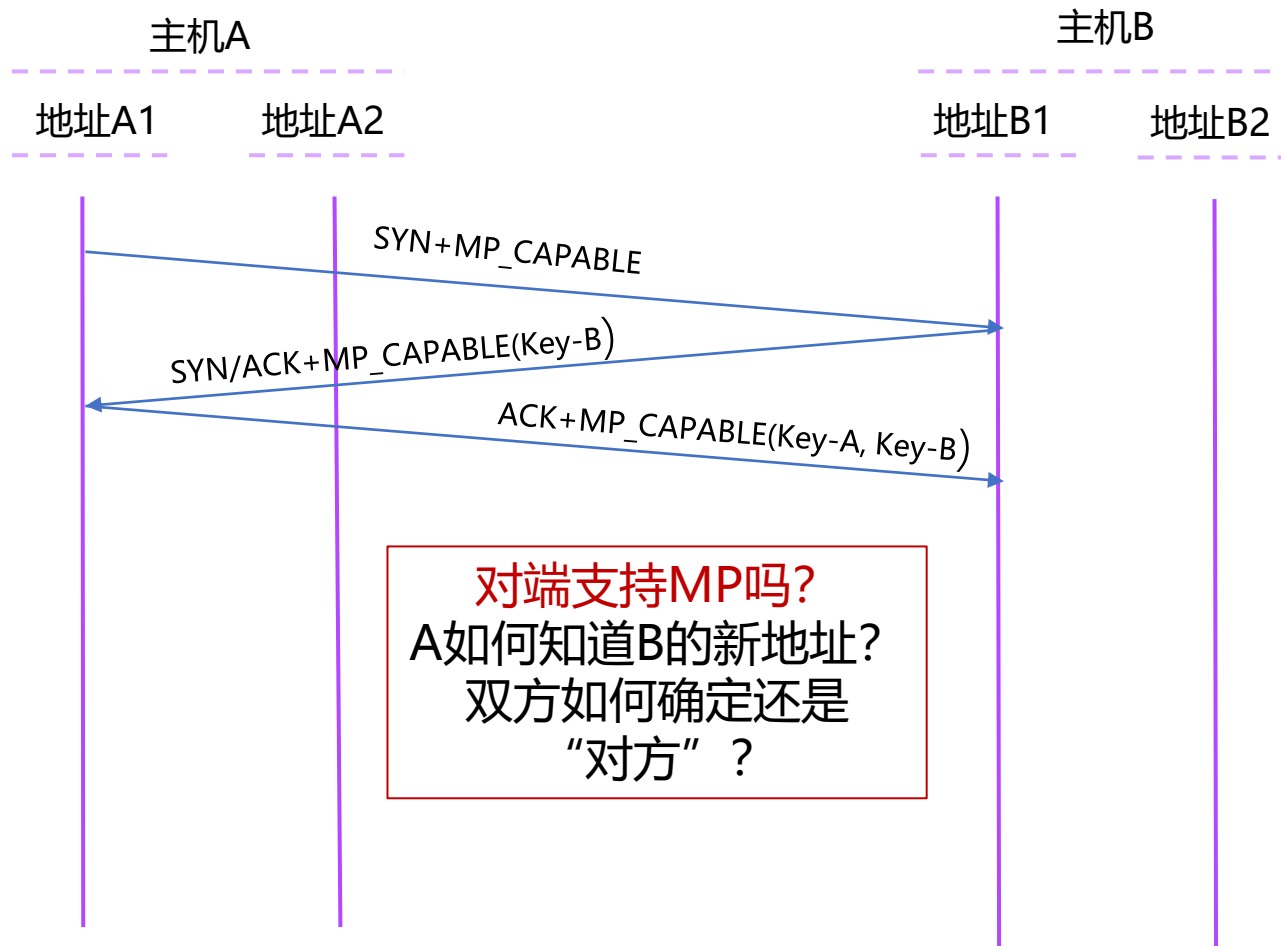 主机A
主机B
地址A1
地址A2
地址B1
地址B2
SYN+MP_CAPABLE
SYN/ACK+MP_CAPABLE(Key-B)
ACK+MP_CAPABLE(Key-A, Key-B)
对端支持MP吗？
A如何知道B的新地址？
双方如何确定还是
“对方”？